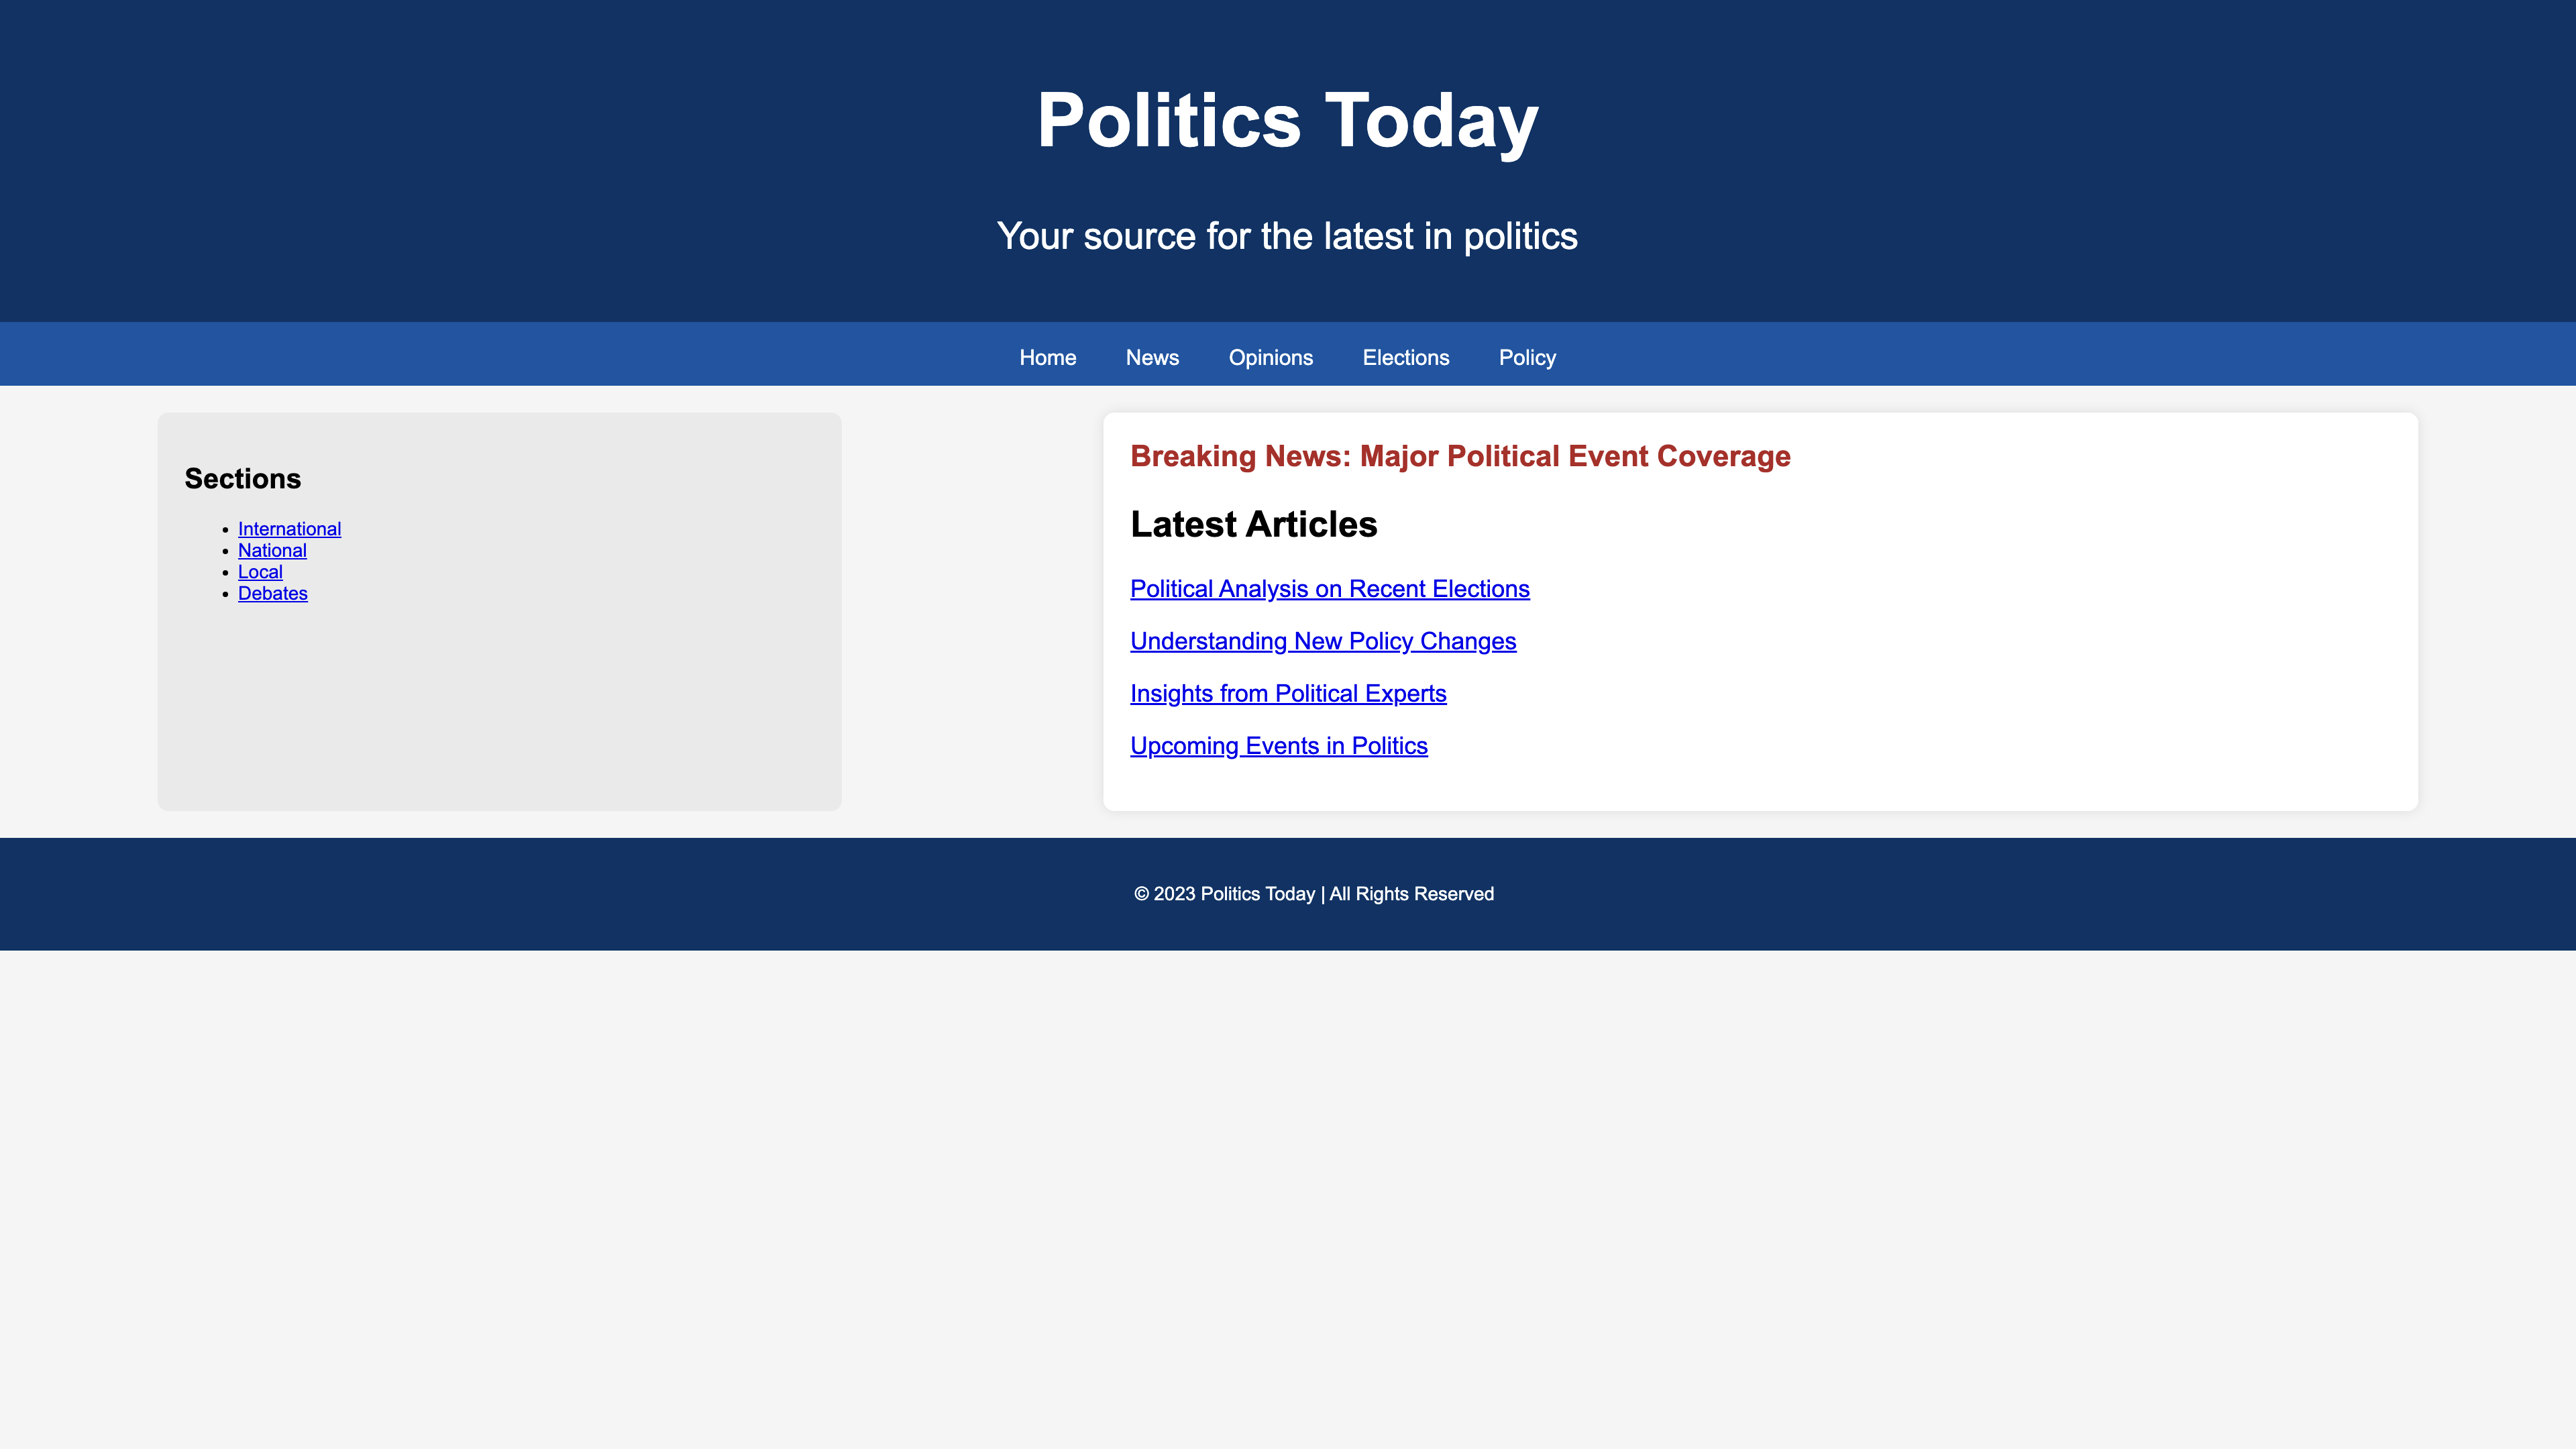 Politics Today
Your source for the latest in politics
Home News Opinions Elections Policy
Sections
International
National
Local
Debates
Breaking News: Major Political Event Coverage
Latest Articles
Political Analysis on Recent Elections
Understanding New Policy Changes
Insights from Political Experts
Upcoming Events in Politics
© 2023 Politics Today | All Rights Reserved